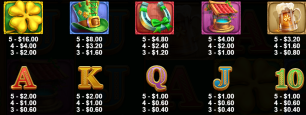 5 - $16.00
4 - $4.00
3 - $2.00
5 - $8.00
4 - $3.20
3 - $1.60
5 - $4.80
4 - $2.40
3 - $1.20
5 - $4.00
4 - $2.00
3 - $0.80
5 - $3.20
4 - $1.60
3 - $0.80
A
K
Q
J
10
5 - $2.00
4 - $1.00
3 - $0.60
5 - $2.00
4 - $1.00
3 - $0.60
5 - $1.00
4 - $0.60
3 - $0.40
5 - $1.00
4 - $0.60
3 - $0.40
5 - $1.00
4 - $0.60
3 - $0.40